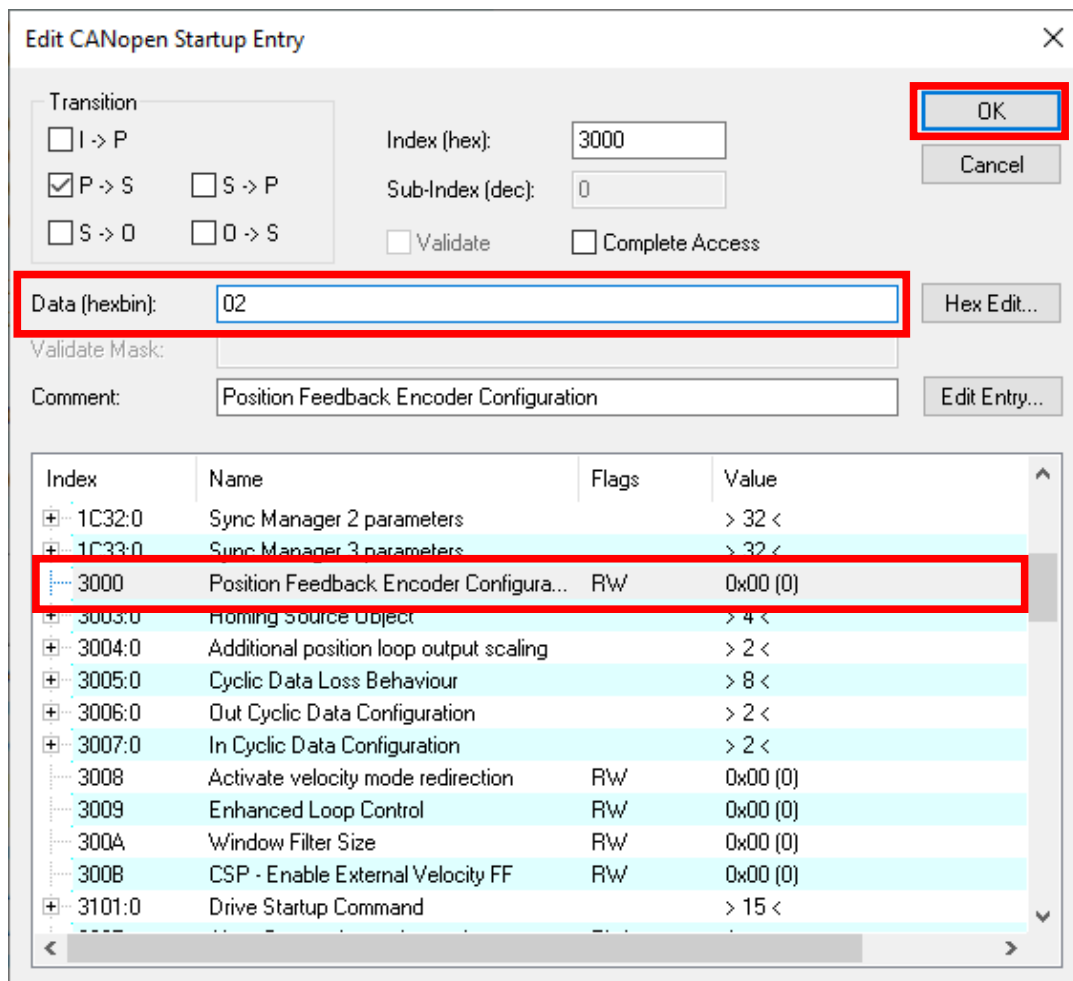 Edit CANopen Startup Entry
Transition
I -> P
P -> S
S -> P
S -> O
O -> S
Index (hex): 3000
Sub-Index (dec): 0
Validate
Complete Access
OK
Cancel
Data (hexbin): 02
Hex Edit...
Validate Mask:
Comment: Position Feedback Encoder Configuration
Edit Entry...
Index Name Flags Value
1C32:0 Sync Manager 2 parameters > 32 <
1C33:0 Sync Manager 3 parameters > 32 <
3000 Position Feedback Encoder Configura... RW 0x00 (0)
3003:0 Homing Source Object > 4 <
3004:0 Additional position loop output scaling > 2 <
3005:0 Cyclic Data Loss Behaviour > 8 <
3006:0 Out Cyclic Data Configuration > 2 <
3007:0 In Cyclic Data Configuration > 2 <
3008 Activate velocity mode redirection RW 0x00 (0)
3009 Enhanced Loop Control RW 0x00 (0)
300A Window Filter Size RW 0x00 (0)
300B CSP - Enable External Velocity FF RW 0x00 (0)
3101:0 Drive Startup Command > 15 <